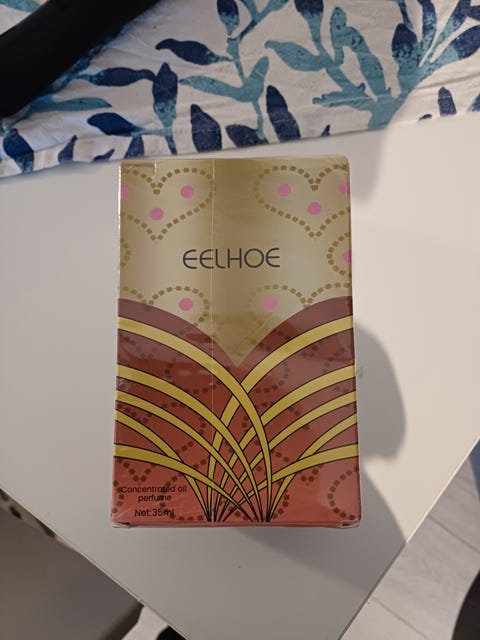 EELHOE
Concentrated oil
perfume
Net:35ml